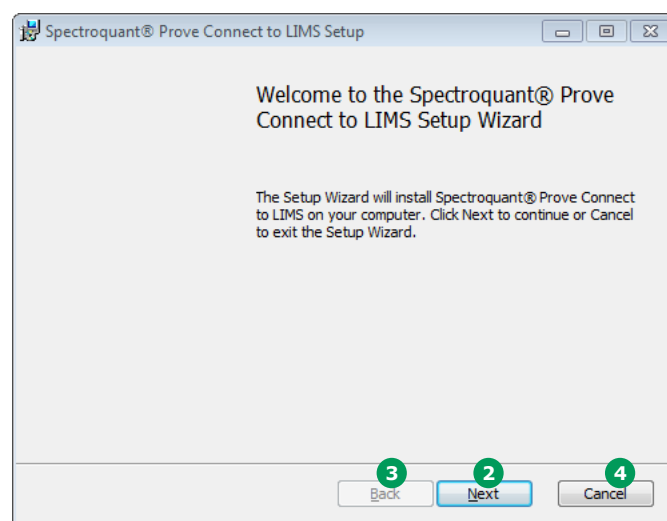 Spectroquant® Prove Connect to LIMS Setup
Welcome to the Spectroquant® Prove
Connect to LIMS Setup Wizard
The Setup Wizard will install Spectroquant® Prove Connect
to LIMS on your computer. Click Next to continue or Cancel
to exit the Setup Wizard.
3 2 4
Back Next Cancel